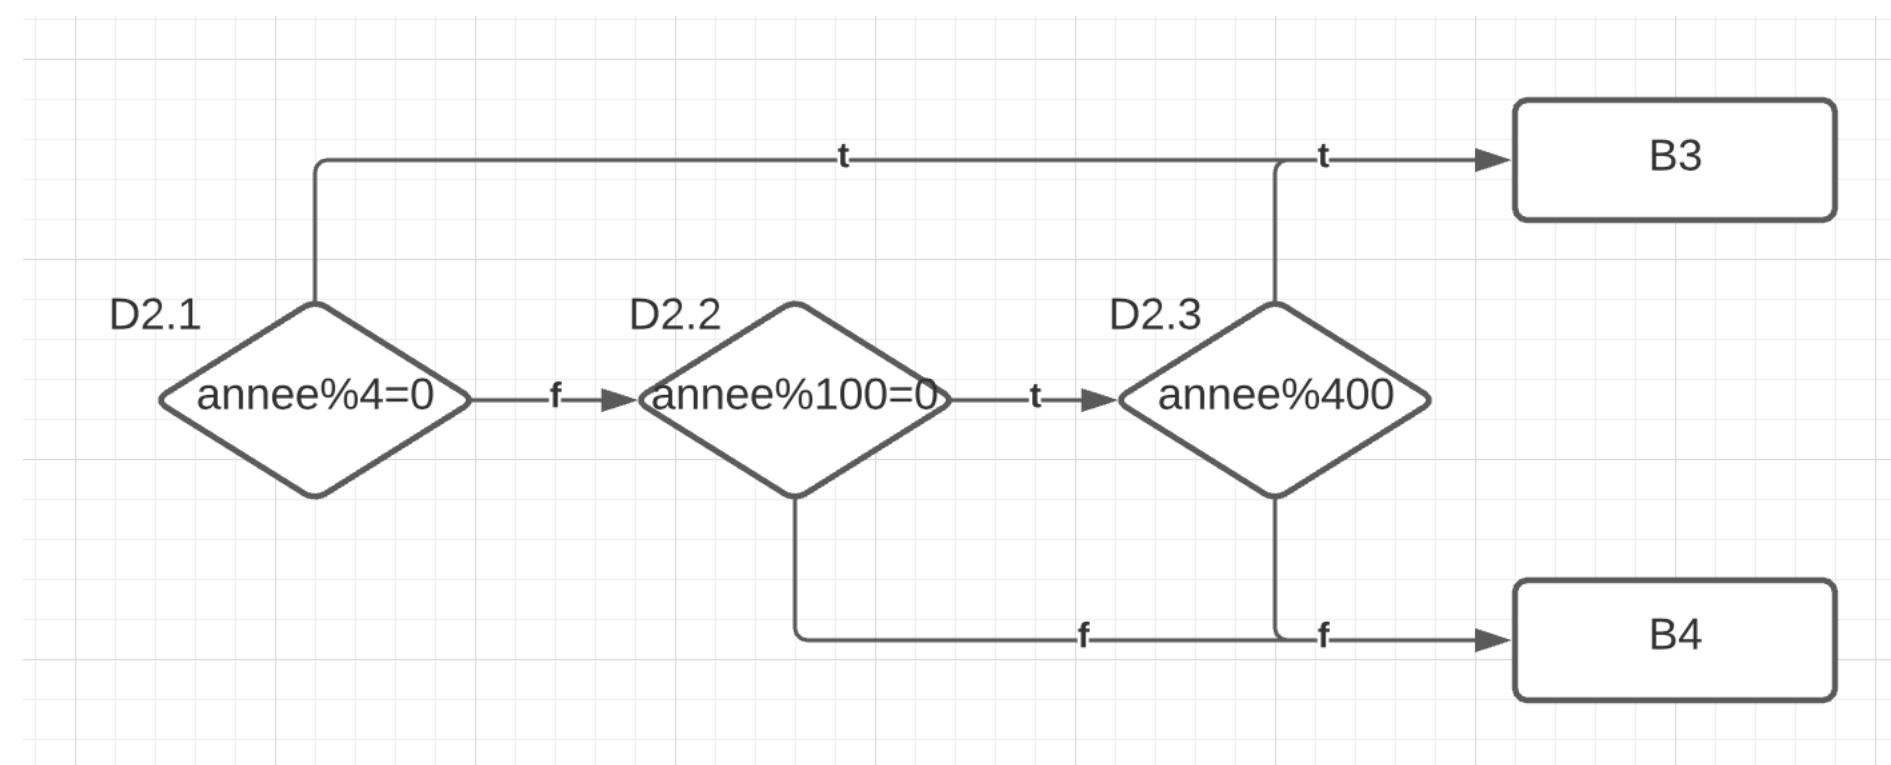 t
t
B3
D2.1
D2.2
D2.3
annee%4=0
f
annee%100=0
t
annee%400
f
f
B4